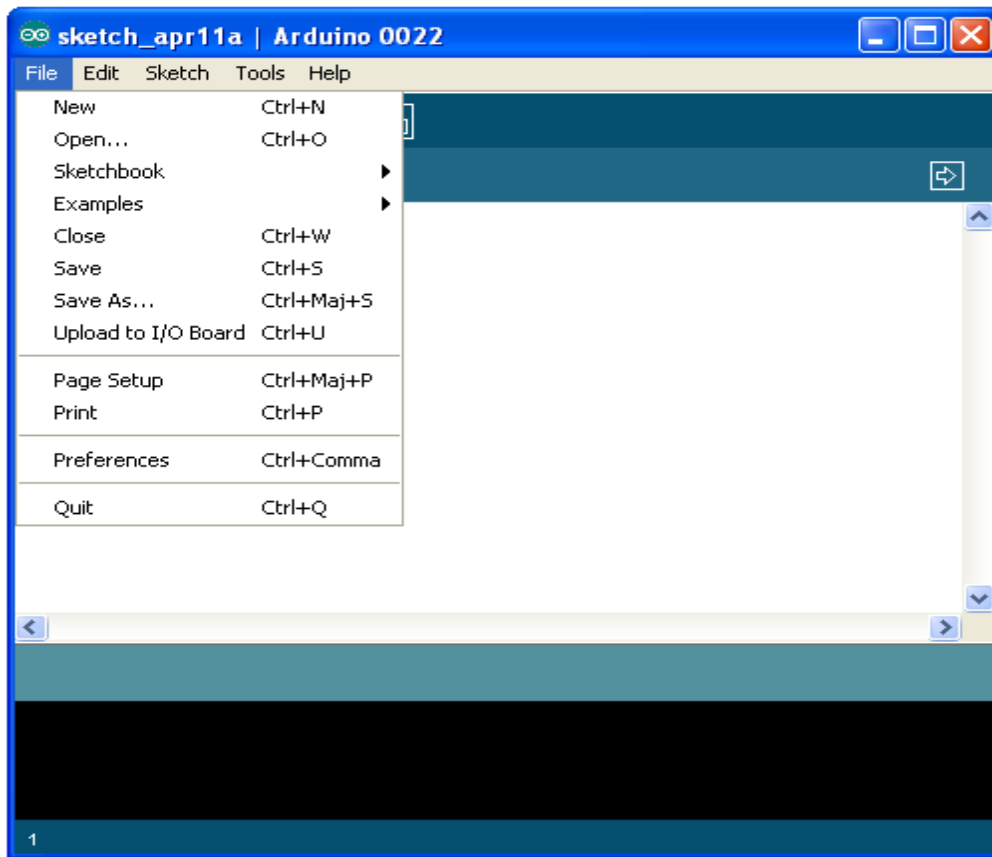 sketch_apr11a | Arduino 0022
File Edit Sketch Tools Help
New Ctrl+N
Open... Ctrl+O
Sketchbook
Examples
Close Ctrl+W
Save Ctrl+S
Save As... Ctrl+Maj+S
Upload to I/O Board Ctrl+U
Page Setup Ctrl+Maj+P
Print Ctrl+P
Preferences Ctrl+Comma
Quit Ctrl+Q
1